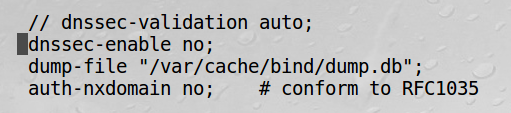 // dnssec-validation auto;
dnssec-enable no;
dump-file "/var/cache/bind/dump.db";
auth-nxdomain no;    # conform to RFC1035